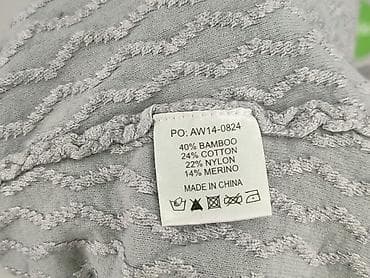 PO: AW14-0824
40% BAMBOO
24% COTTON
22% NYLON
14% MERINO
MADE IN CHINA